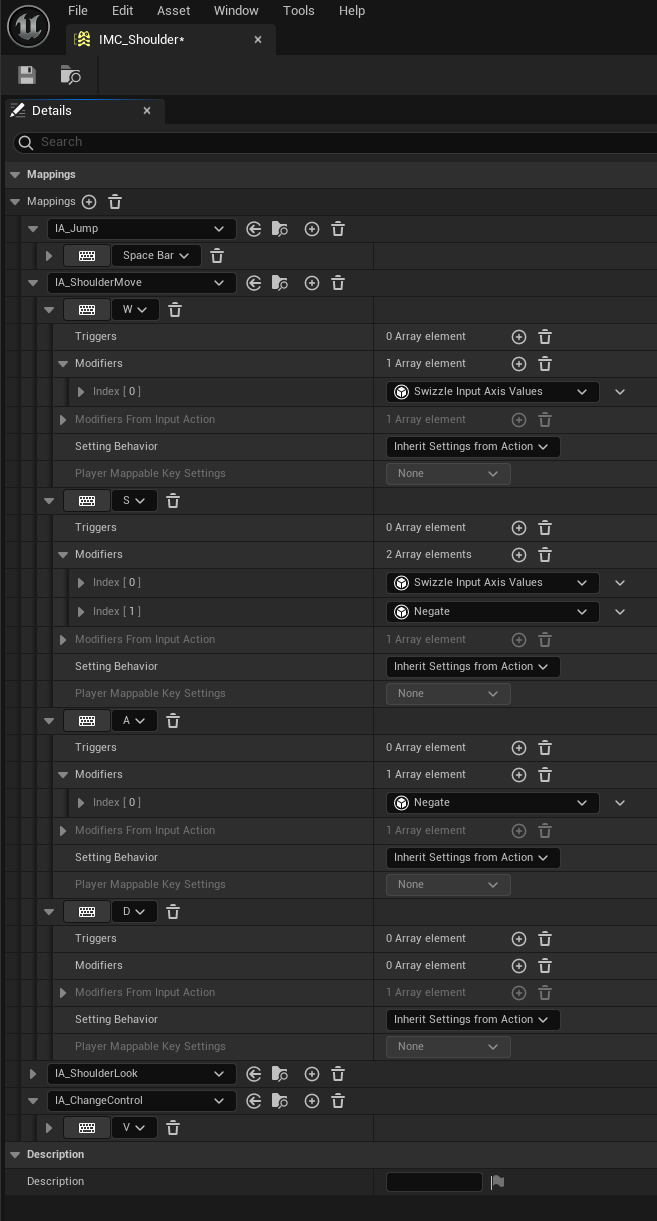 File Edit Asset Window Tools Help
IMC_Shoulder*
Details
Search
Mappings
Mappings
IA_Jump
Space Bar
IA_ShoulderMove
W
Triggers 0 Array element
Modifiers 1 Array element
Index [ 0 ] Swizzle Input Axis Values
Modifiers From Input Action 1 Array element
Setting Behavior Inherit Settings from Action
Player Mappable Key Settings None
S
Triggers 0 Array element
Modifiers 2 Array elements
Index [ 0 ] Swizzle Input Axis Values
Index [ 1 ] Negate
Modifiers From Input Action 1 Array element
Setting Behavior Inherit Settings from Action
Player Mappable Key Settings None
A
Triggers 0 Array element
Modifiers 1 Array element
Index [ 0 ] Negate
Modifiers From Input Action 1 Array element
Setting Behavior Inherit Settings from Action
Player Mappable Key Settings None
D
Triggers 0 Array element
Modifiers 0 Array element
Modifiers From Input Action 1 Array element
Setting Behavior Inherit Settings from Action
Player Mappable Key Settings None
IA_ShoulderLook
IA_ChangeControl
V
Description
Description